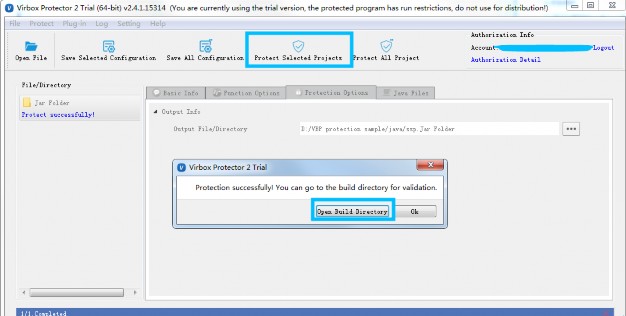 Virbox Protector 2 Trial (64-bit) v2.4.1.15314 (You are currently using the trial version, the protected program has run restrictions, do not use for distribution!)
File Protect Plug-in Log Setting Help
Open File Save Selected Configuration Save All Configuration Protect Selected Projects Protect All Project
Authorization Info
Account Logout
Authorization Detail
File/Directory
Jar Folder
Protect successfully!
Basic Info Function Options Protection Options Java Files
Output Info
Output File/Directory D:/VBP protection sample/java/ssp.Jar Folder ...
Virbox Protector 2 Trial
Protection successfully! You can go to the build directory for validation.
Open Build Directory Ok
1/1.Completed